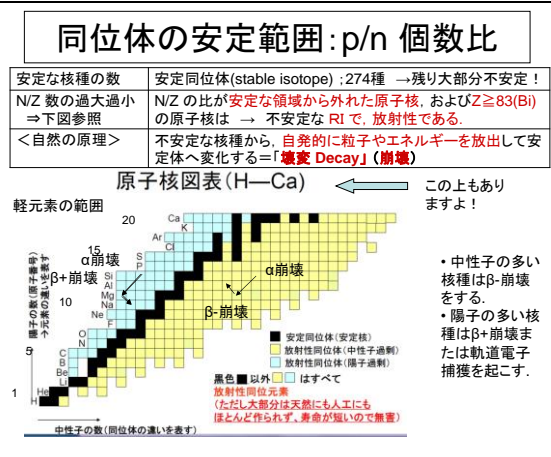 同位体の安定範囲:p/n 個数比
安定な核種の数
安定同位体(stable isotope) ;274種 →残り大部分不安定！
N/Z 数の過大過小
⇒下図参照
N/Z の比が安定な領域から外れた原子核, およびZ≧83(Bi)
の原子核は → 不安定な RI で, 放射性である.
＜自然の原理＞
不安定な核種から, 自発的に粒子やエネルギーを放出して安
定体へ変化する＝「壊変 Decay」（崩壊）
原子核図表(H—Ca)
この上もあり
ますよ！
軽元素の範囲
20
Ca
K
Ar
Cl
S
P
15
Si
Al
Mg
Na
Ne
F
10
O
N
C
B
Be
Li
5
He
H
1
α崩壊
β+崩壊
α崩壊
β-崩壊
陽子の数(原子番号)
→元素の違いを表す
安定同位体(安定核)
放射性同位体(中性子過剰)
放射性同位体(陽子過剰)
黒色 以外 はすべて
放射性同位元素
(ただし大部分は天然にも人工にも
ほとんど作られず、寿命が短いので無害)
中性子の数(同位体の違いを表す)
• 中性子の多い
核種はβ-崩壊
をする.
• 陽子の多い核
種はβ+崩壊ま
たは軌道電子
捕獲を起こす.